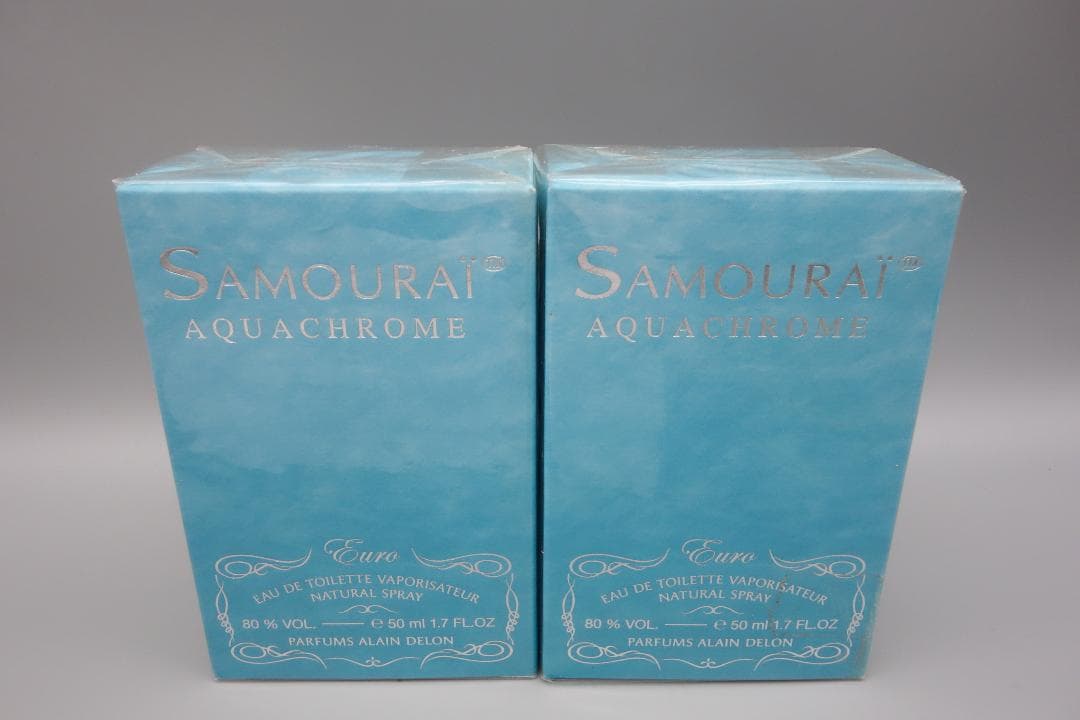 SAMOURAÏ TM
AQUACHROME
Euro
EAU DE TOILETTE VAPORISATEUR
NATURAL SPRAY
80 % VOL. ℮ 50 ml 1.7 FL.OZ
PARFUMS ALAIN DELON
SAMOURAÏ TM
AQUACHROME
Euro
EAU DE TOILETTE VAPORISATEUR
NATURAL SPRAY
80 % VOL. ℮ 50 ml 1.7 FL.OZ
PARFUMS ALAIN DELON